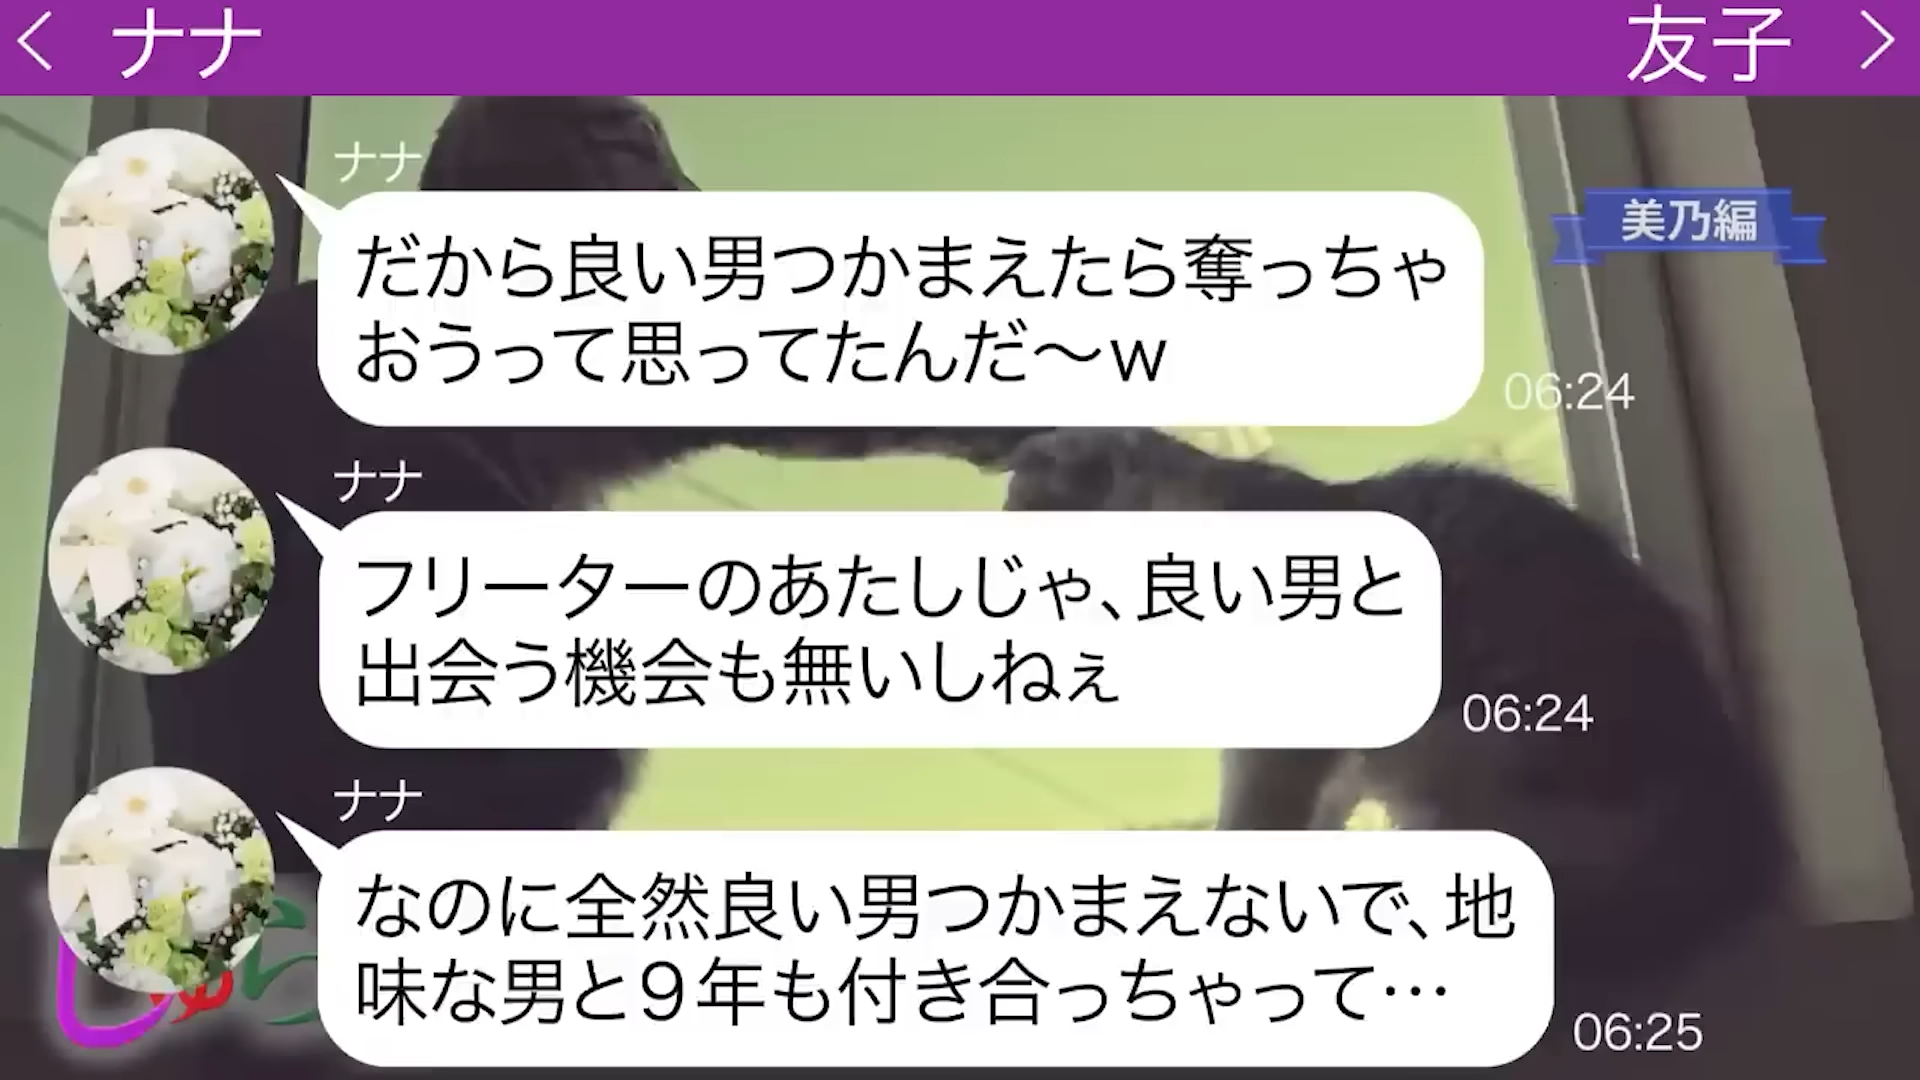 ナナ
友子
美乃編
ナナ
だから良い男つかまえたら奪っちゃ
おうって思ってたんだ〜w
06:24
ナナ
フリーターのあたしじゃ、良い男と
出会う機会も無いしねぇ
06:24
ナナ
なのに全然良い男つかまえないで、地
味な男と9年も付き合っちゃって…
06:25